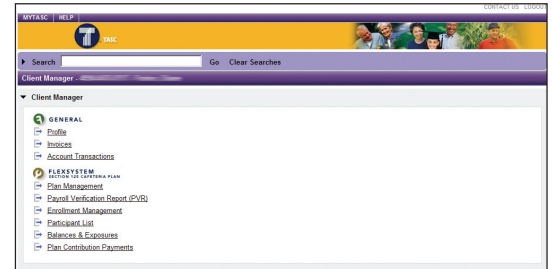 CONTACT US LOGOUT
MYTASC HELP
T TASC
Search Go Clear Searches
Client Manager -
Client Manager
GENERAL
Profile
Invoices
Account Transactions
FLEXSYSTEM
SECTION 125 CAFETERIA PLAN
Plan Management
Payroll Verification Report (PVR)
Enrollment Management
Participant List
Balances & Exposures
Plan Contribution Payments